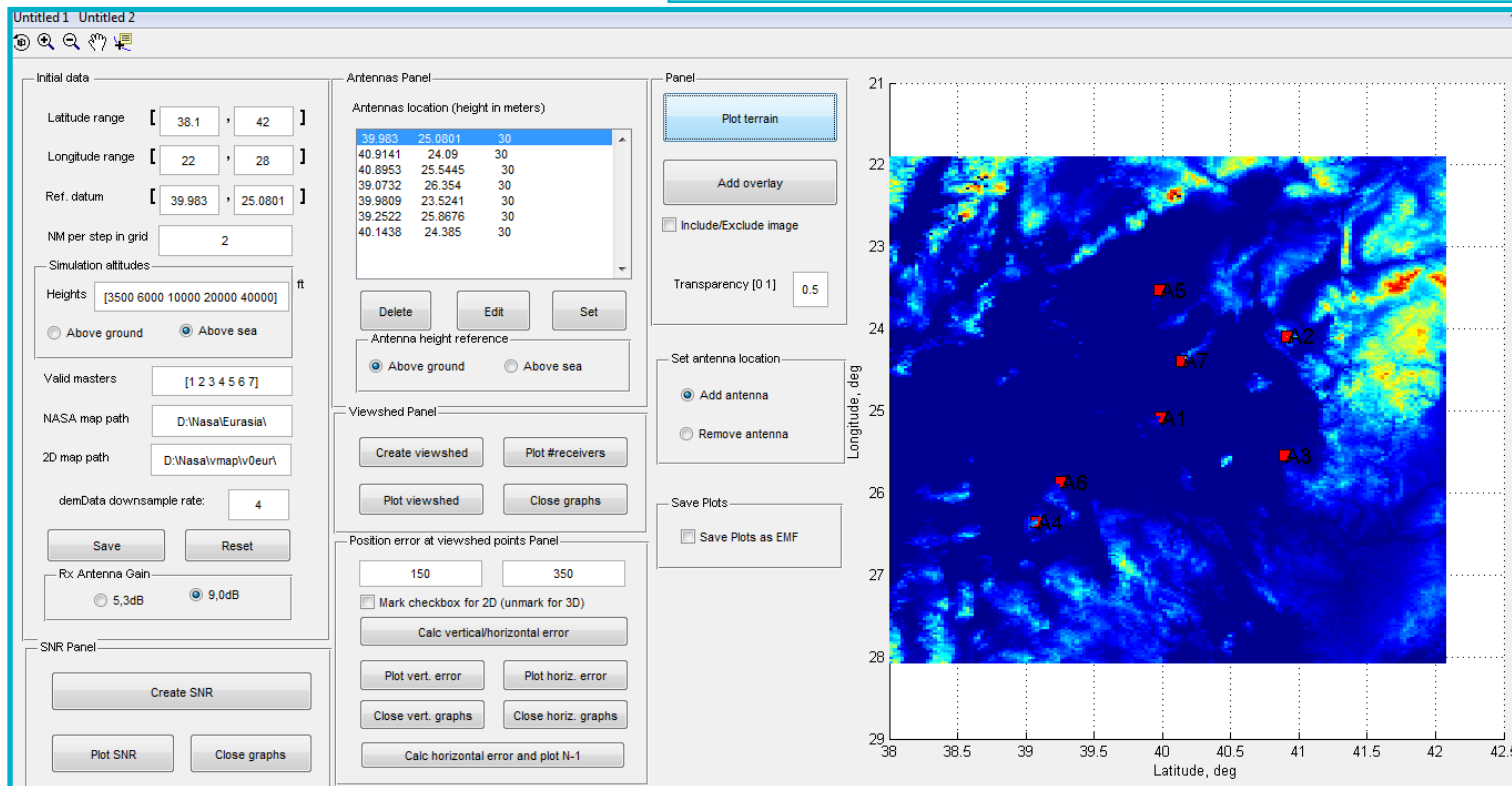 Untitled 1 Untitled 2
Initial data
Latitude range [ 38.1 , 42 ]
Longitude range [ 22 , 28 ]
Ref. datum [ 39.983 , 25.0801 ]
NM per step in grid 2
Simulation altitudes
Heights [3500 6000 10000 20000 40000] ft
Above ground Above sea
Valid masters [1 2 3 4 5 6 7]
NASA map path D:\Nasa\Eurasia\
2D map path D:\Nasa\vmap\v0eur\
demData downsample rate: 4
Save Reset
Rx Antenna Gain
5,3dB 9,0dB
SNR Panel
Create SNR
Plot SNR Close graphs
Antennas Panel
Antennas location (height in meters)
39.983 25.0801 30
40.9141 24.09 30
40.8953 25.5445 30
39.0732 26.354 30
39.9809 23.5241 30
39.2522 25.8676 30
40.1438 24.385 30
Delete Edit Set
Antenna height reference
Above ground Above sea
Viewshed Panel
Create viewshed Plot #receivers
Plot viewshed Close graphs
Position error at viewshed points Panel
150 350
Mark checkbox for 2D (unmark for 3D)
Calc vertical/horizontal error
Plot vert. error Plot horiz. error
Close vert. graphs Close horiz. graphs
Calc horizontal error and plot N-1
Panel
Plot terrain
Add overlay
Include/Exclude image
Transparency [0 1] 0.5
Set antenna location
Add antenna
Remove antenna
Save Plots
Save Plots as EMF
21
22
23
24
25
26
27
28
29
Longitude, deg
A5
A2
A7
A1
A3
A6
A4
38 38.5 39 39.5 40 40.5 41 41.5 42 42.5
Latitude, deg